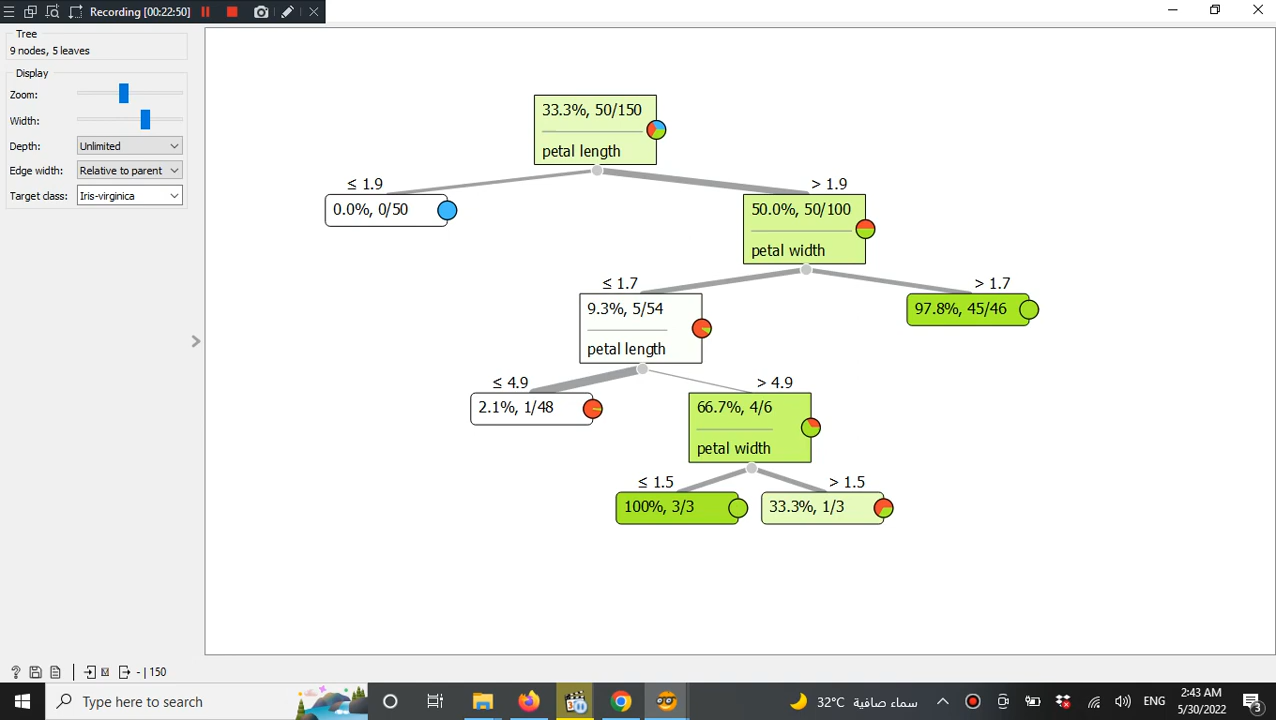 Recording [00:22:50]
Tree
9 nodes, 5 leaves
Display
Zoom:
Width:
Depth: Unlimited
Edge width: Relative to parent
Target class: Iris-virginica
33.3%, 50/150
petal length
≤ 1.9
> 1.9
0.0%, 0/50
50.0%, 50/100
petal width
≤ 1.7
> 1.7
9.3%, 5/54
petal length
97.8%, 45/46
≤ 4.9
> 4.9
2.1%, 1/48
66.7%, 4/6
petal width
≤ 1.5
> 1.5
100%, 3/3
33.3%, 1/3
? - | 150
Type here to search
32°C سماء صافية
ENG
2:43 AM
5/30/2022
3